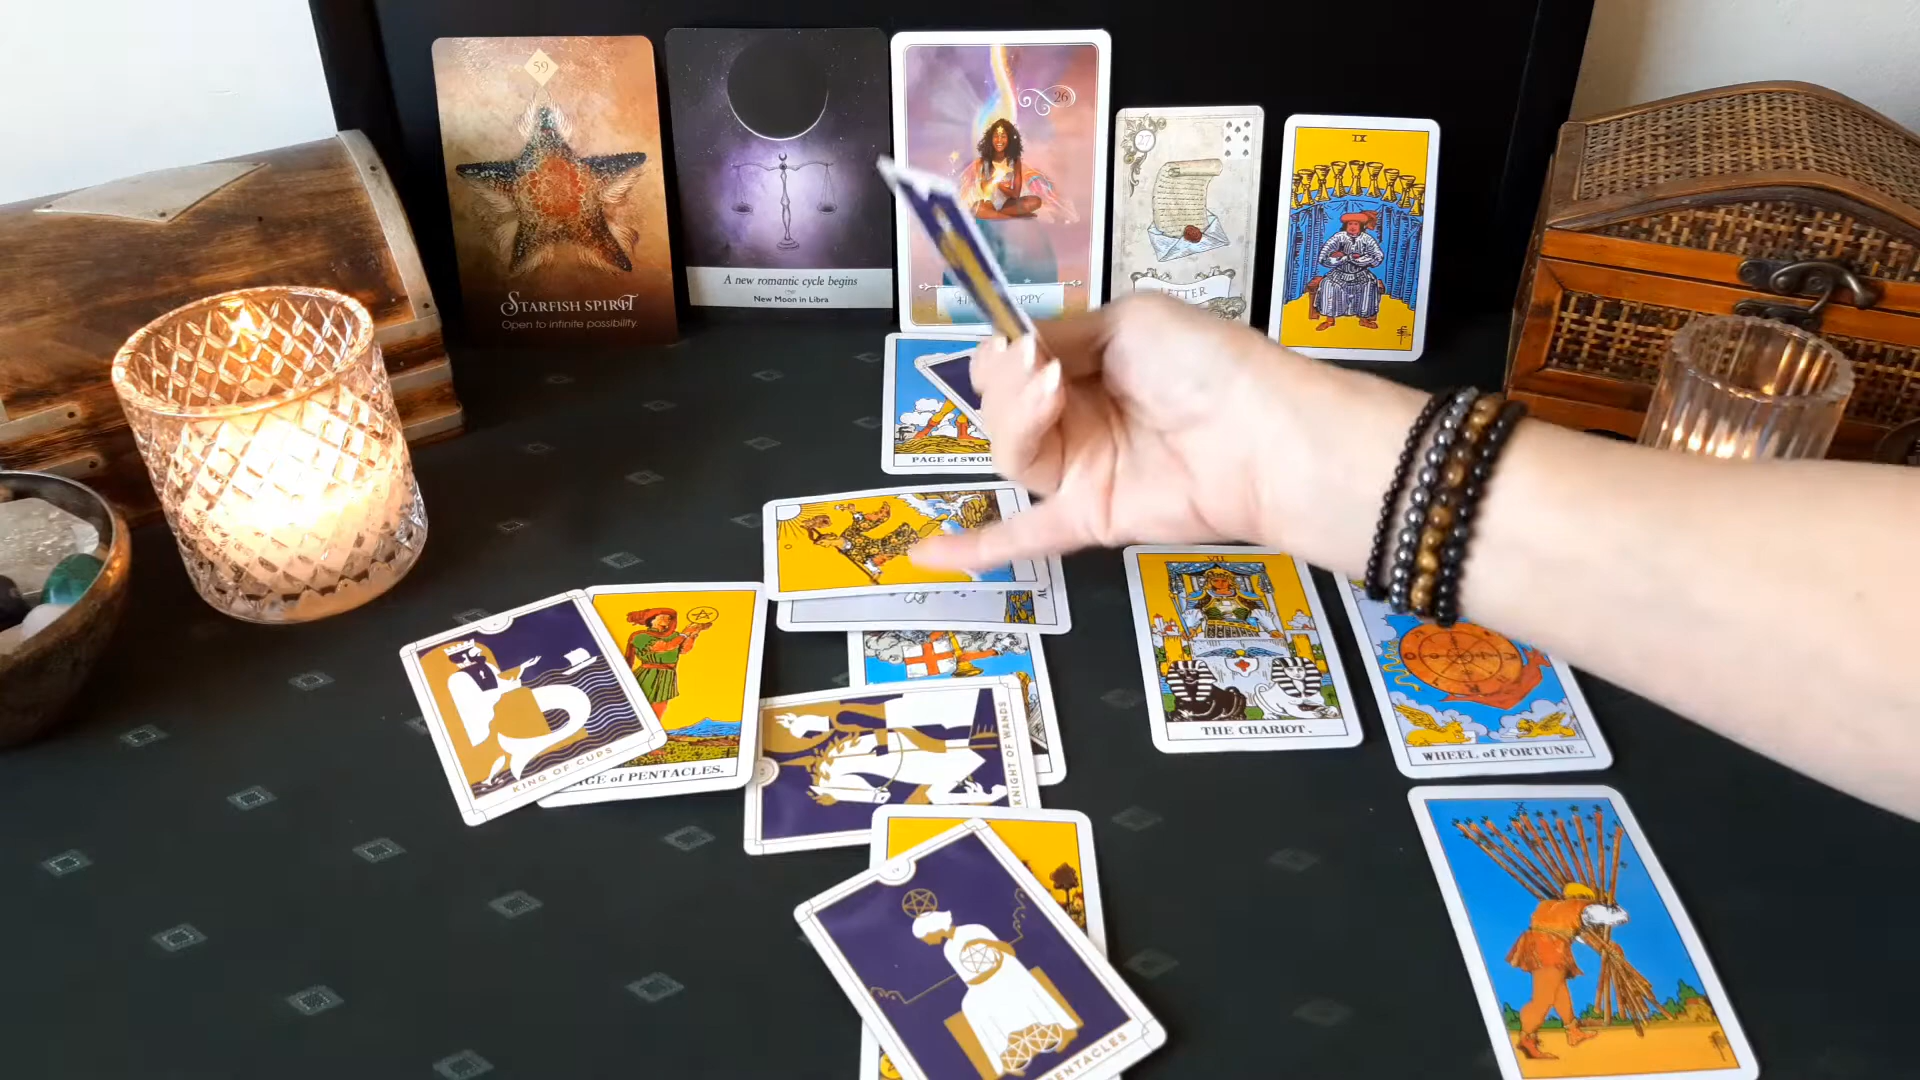 59
STARFISH SPIRIT
Open to infinite possibility
A new romantic cycle begins
New Moon in Libra
26
27
IX
PAGE of SWOR
KING OF CUPS
GE of PENTACLES.
KNIGHT OF WANDS
VII
THE CHARIOT.
WHEEL of FORTUNE.
X
ENTACLES